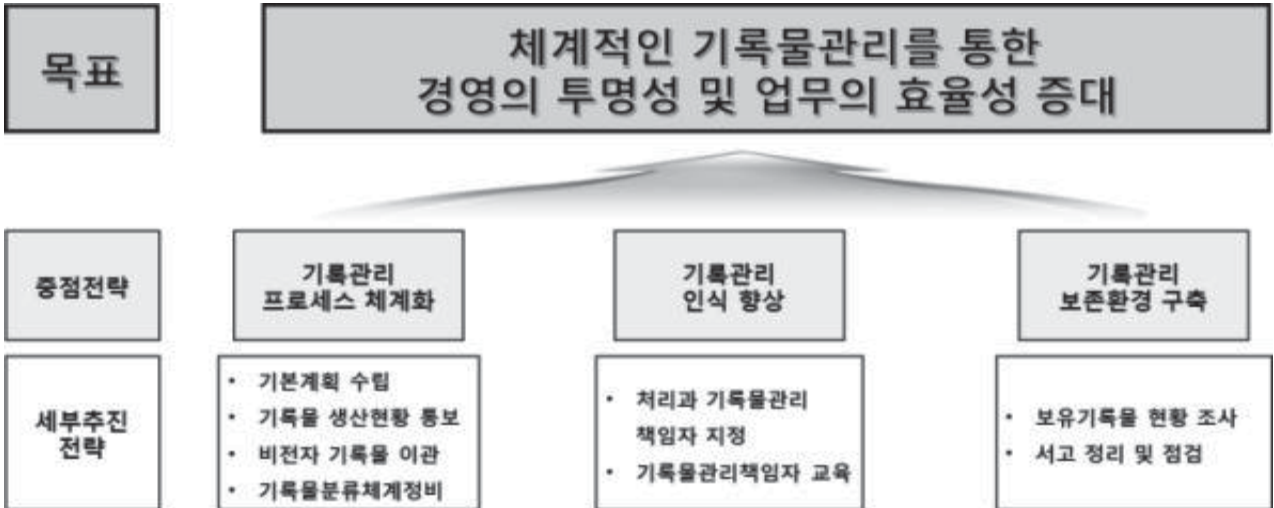 목표
체계적인 기록물관리를 통한
경영의 투명성 및 업무의 효율성 증대
중점전략
기록관리
프로세스 체계화
기록관리
인식 향상
기록관리
보존환경 구축
세부추진
전략
• 기본계획 수립
• 기록물 생산현황 통보
• 비전자 기록물 이관
• 기록물분류체계정비
• 처리과 기록물관리
책임자 지정
• 기록물관리책임자 교육
• 보유기록물 현황 조사
• 서고 정리 및 점검